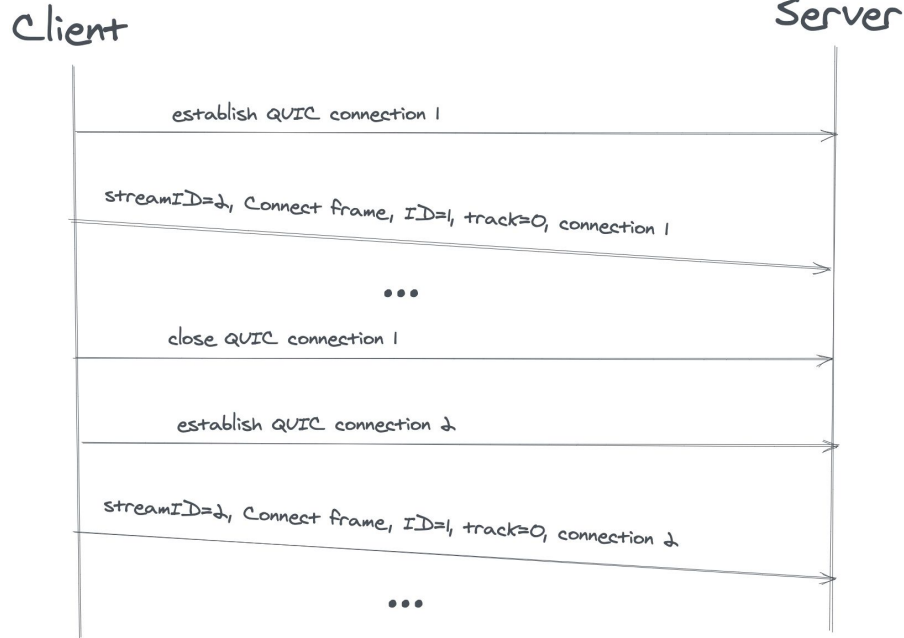 Client
Server
establish QUIC connection 1
streamID=2, Connect frame, ID=1, track=0, connection 1
...
close QUIC connection 1
establish QUIC connection 2
streamID=2, Connect frame, ID=1, track=0, connection 2
...